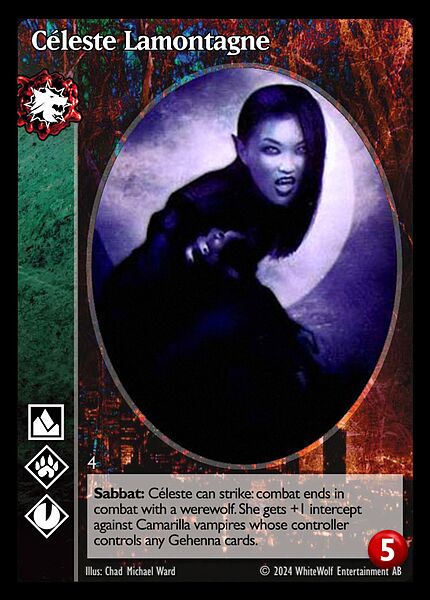 Céleste Lamontagne
4
Sabbat: Céleste can strike: combat ends in
combat with a werewolf. She gets +1 intercept
against Camarilla vampires whose controller
controls any Gehenna cards.
5
Illus: Chad Michael Ward © 2024 WhiteWolf Entertainment AB